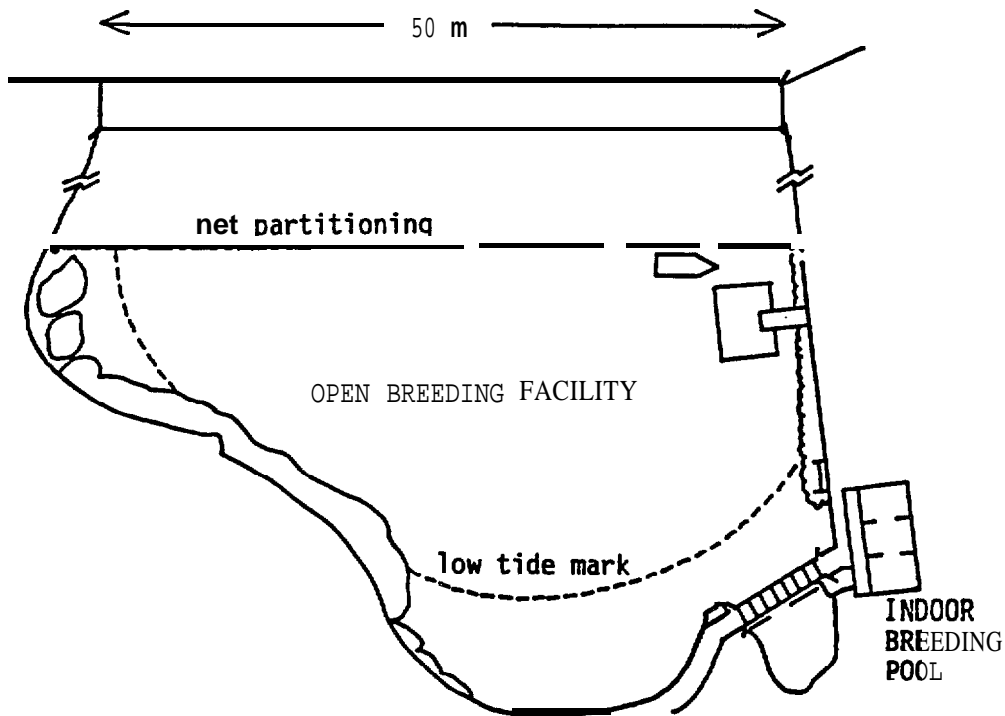 50 m
net partitioning
OPEN BREEDING FACILITY
low tide mark
INDOOR
BREEDING
POOL